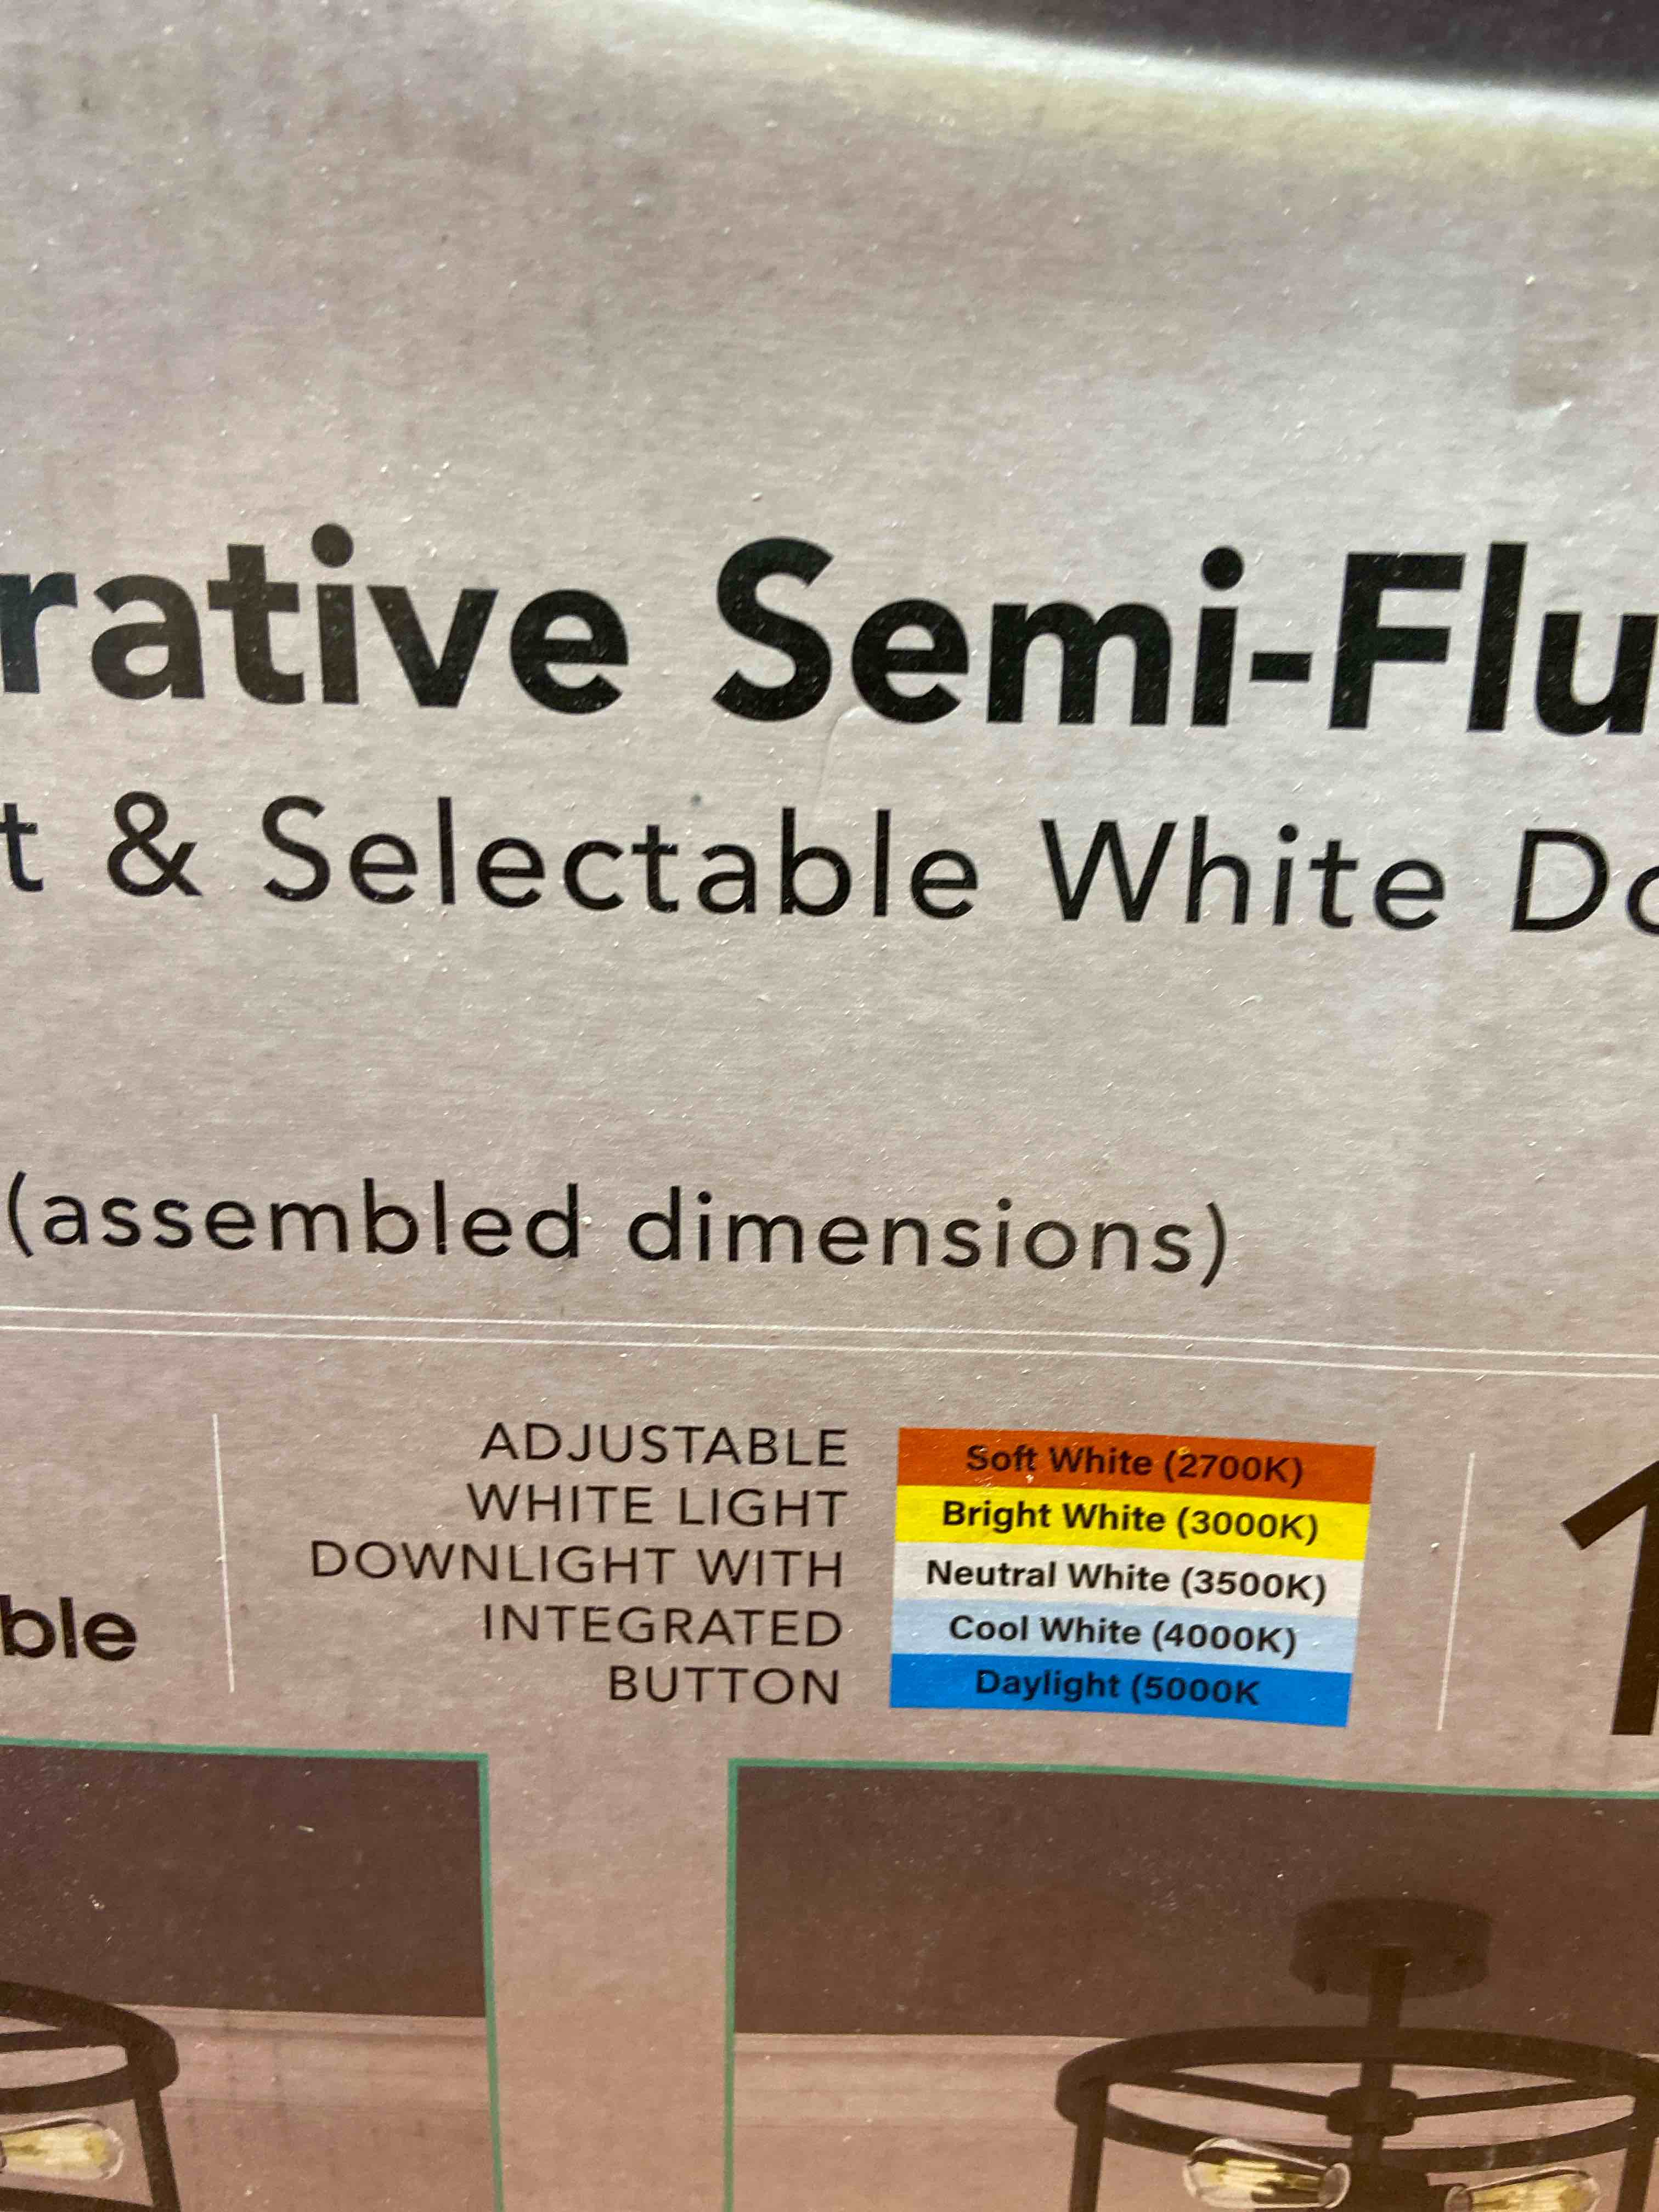 rative Semi-Flu
t & Selectable White Do
(assembled dimensions)
ble
ADJUSTABLE
WHITE LIGHT
DOWNLIGHT WITH
INTEGRATED
BUTTON
Soft White (2700K)
Bright White (3000K)
Neutral White (3500K)
Cool White (4000K)
Daylight (5000K
1